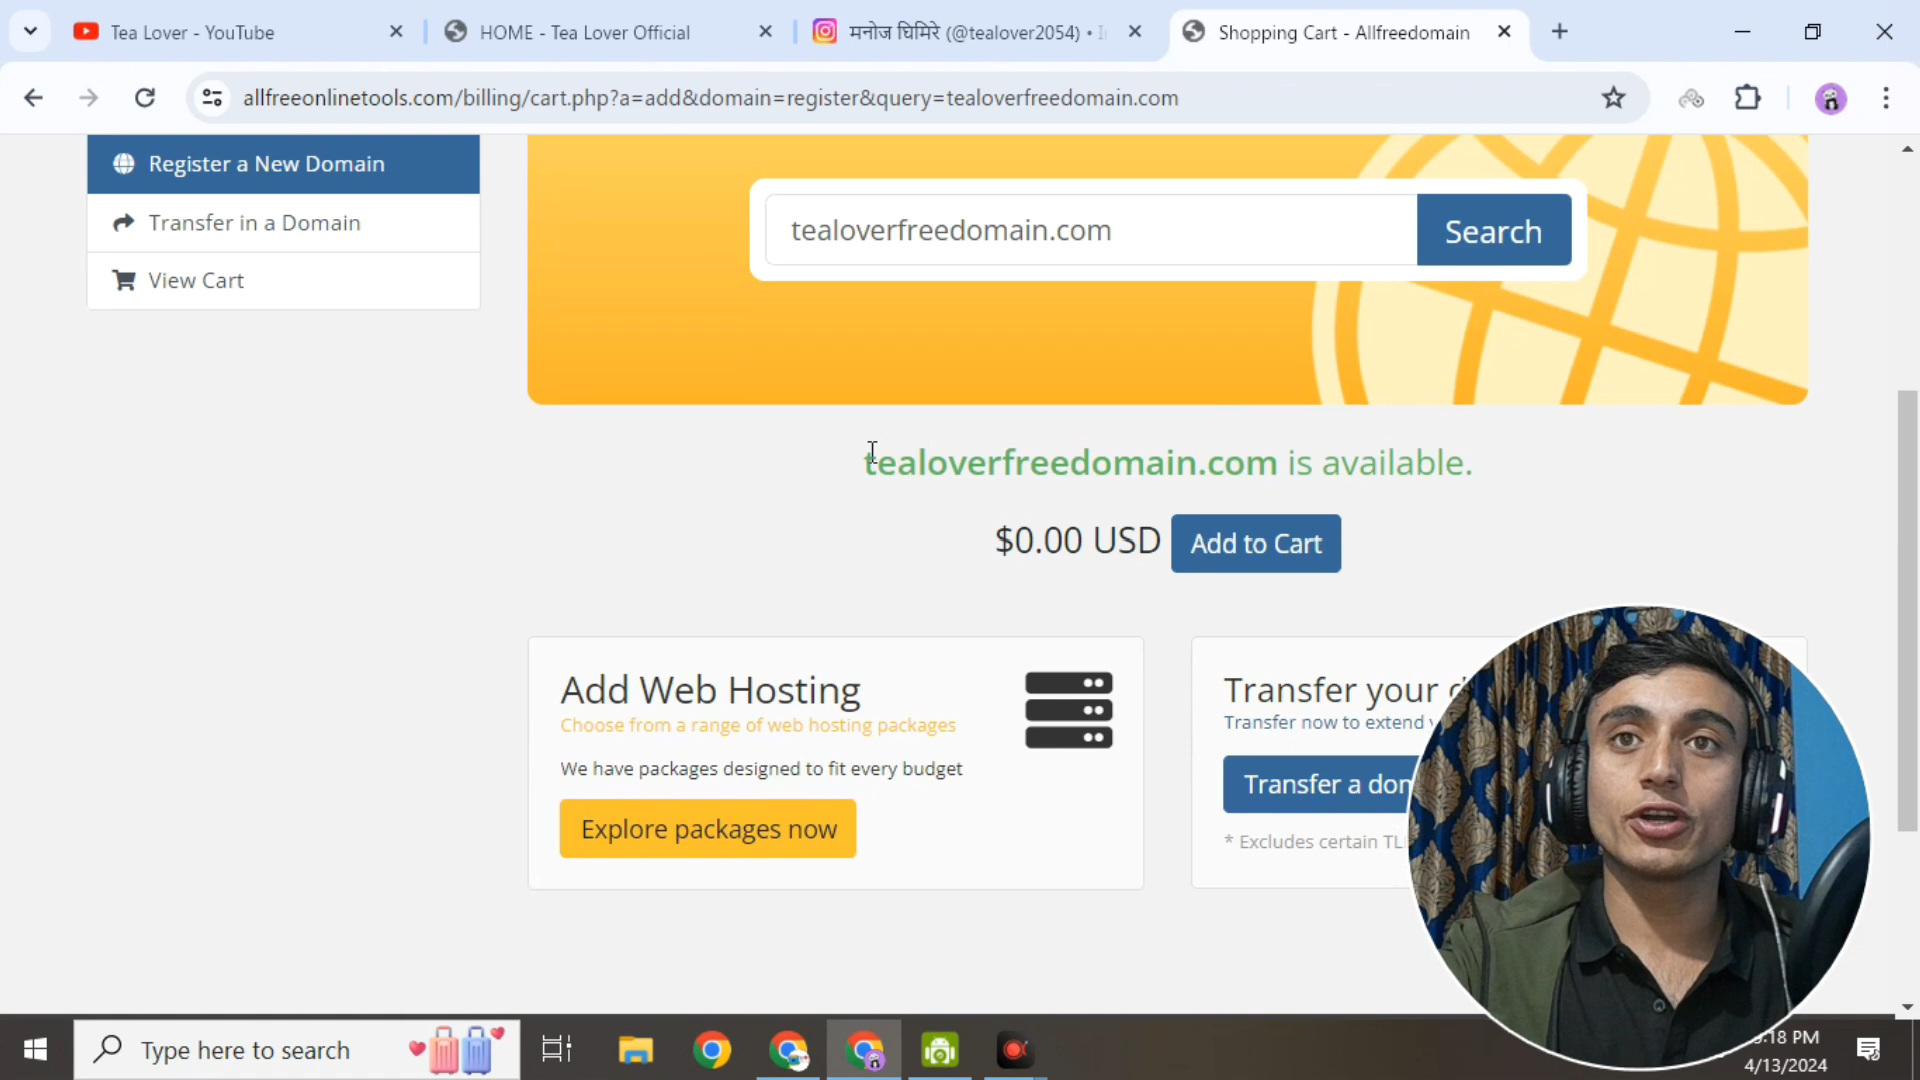 Tea Lover - YouTube
HOME - Tea Lover Official
मनोज घिमिरे (@tealover2054) •
Shopping Cart - Allfreedomain
allfreeonlinetools.com/billing/cart.php?a=add&domain=register&query=tealoverfreedomain.com
Register a New Domain
Transfer in a Domain
View Cart
tealoverfreedomain.com
Search
tealoverfreedomain.com is available.
$0.00 USD
Add to Cart
Add Web Hosting
Choose from a range of web hosting packages
We have packages designed to fit every budget
Explore packages now
Transfer your
Transfer now to extend
Transfer a
* Excludes certain
Type here to search
:18 PM
4/13/2024